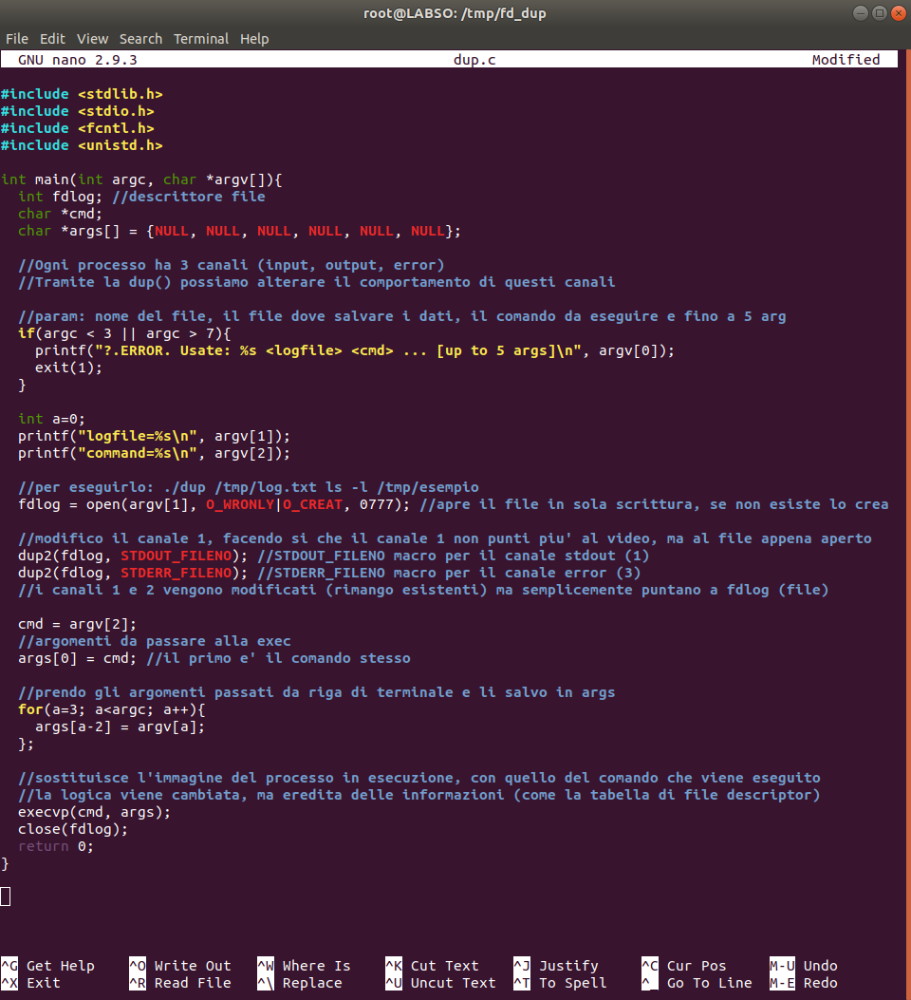 root@LABSO: /tmp/fd_dup
File Edit View Search Terminal Help
GNU nano 2.9.3 dup.c Modified
#include <stdlib.h>
#include <stdio.h>
#include <fcntl.h>
#include <unistd.h>
int main(int argc, char *argv[]){
  int fdlog; //descrittore file
  char *cmd;
  char *args[] = {NULL, NULL, NULL, NULL, NULL, NULL};
  //Ogni processo ha 3 canali (input, output, error)
  //Tramite la dup() possiamo alterare il comportamento di questi canali
  //param: nome del file, il file dove salvare i dati, il comando da eseguire e fino a 5 arg
  if(argc < 3 || argc > 7){
    printf("?.ERROR. Usate: %s <logfile> <cmd> ... [up to 5 args]\n", argv[0]);
    exit(1);
  }
  int a=0;
  printf("logfile=%s\n", argv[1]);
  printf("command=%s\n", argv[2]);
  //per eseguirlo: ./dup /tmp/log.txt ls -l /tmp/esempio
  fdlog = open(argv[1], O_WRONLY|O_CREAT, 0777); //apre il file in sola scrittura, se non esiste lo crea
  //modifico il canale 1, facendo si che il canale 1 non punti piu' al video, ma al file appena aperto
  dup2(fdlog, STDOUT_FILENO); //STDOUT_FILENO macro per il canale stdout (1)
  dup2(fdlog, STDERR_FILENO); //STDERR_FILENO macro per il canale error (3)
  //i canali 1 e 2 vengono modificati (rimango esistenti) ma semplicemente puntano a fdlog (file)
  cmd = argv[2];
  //argomenti da passare alla exec
  args[0] = cmd; //il primo e' il comando stesso
  //prendo gli argomenti passati da riga di terminale e li salvo in args
  for(a=3; a<argc; a++){
    args[a-2] = argv[a];
  };
  //sostituisce l'immagine del processo in esecuzione, con quello del comando che viene eseguito
  //la logica viene cambiata, ma eredita delle informazioni (come la tabella di file descriptor)
  execvp(cmd, args);
  close(fdlog);
  return 0;
}
^G Get Help ^O Write Out ^W Where Is ^K Cut Text ^J Justify ^C Cur Pos M-U Undo
^X Exit ^R Read File ^\ Replace ^U Uncut Text ^T To Spell ^_ Go To Line M-E Redo